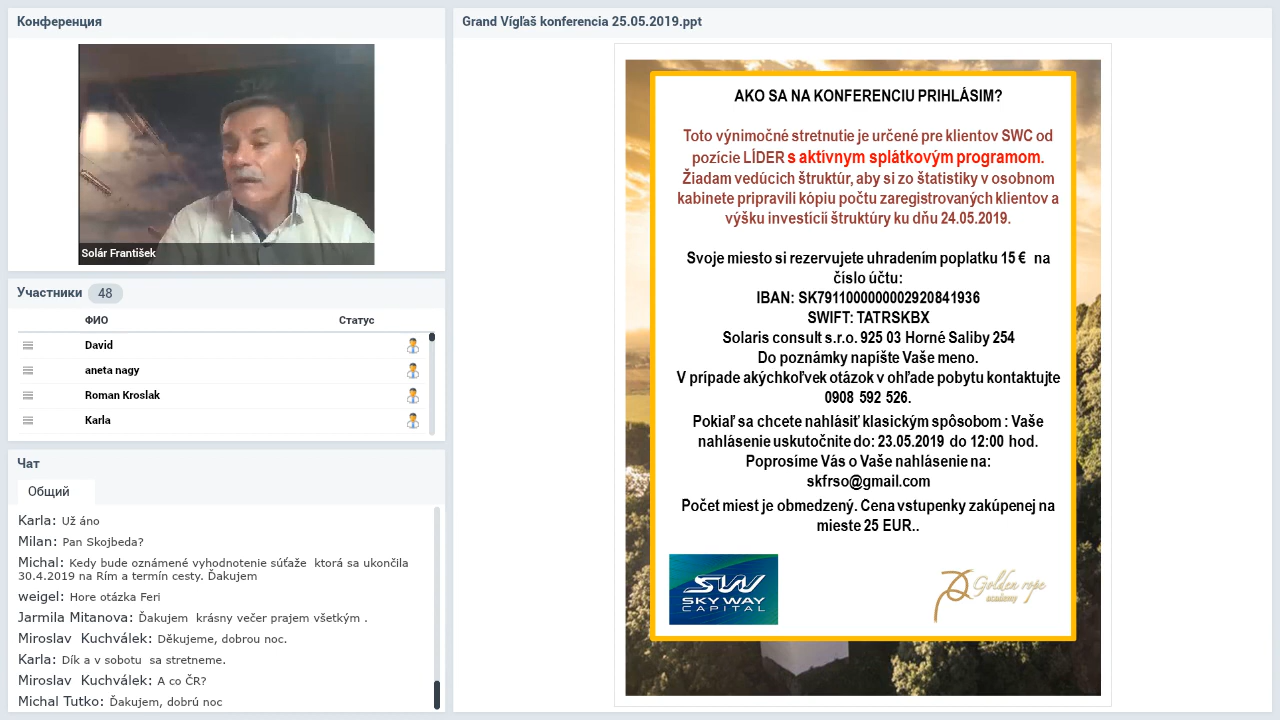 Конференция
Solár František
Участники 48
ФИО Статус
David
aneta nagy
Roman Kroslak
Karla
Чат
Общий
Karla: Už áno
Milan: Pan Skojbeda?
Michal: Kedy bude oznámené vyhodnotenie súťaže ktorá sa ukončila
30.4.2019 na Rím a termín cesty. Ďakujem
weigel: Hore otázka Feri
Jarmila Mitanova: Ďakujem krásny večer prajem všetkým .
Miroslav Kuchválek: Děkujeme, dobrou noc.
Karla: Dík a v sobotu sa stretneme.
Miroslav Kuchválek: A co ČR?
Michal Tutko: Ďakujem, dobrú noc
Grand Vígľaš konferencia 25.05.2019.ppt
AKO SA NA KONFERENCIU PRIHLÁSIM?
Toto výnimočné stretnutie je určené pre klientov SWC od
pozície LÍDER s aktívnym splátkovým programom.
Žiadam vedúcich štruktúr, aby si zo štatistiky v osobnom
kabinete pripravili kópiu počtu zaregistrovaných klientov a
výšku investícií štruktúry ku dňu 24.05.2019.
Svoje miesto si rezervujete uhradením poplatku 15 € na
číslo účtu:
IBAN: SK7911000000002920841936
SWIFT: TATRSKBX
Solaris consult s.r.o. 925 03 Horné Saliby 254
Do poznámky napíšte Vaše meno.
V prípade akýchkoľvek otázok v ohľade pobytu kontaktujte
0908 592 526.
Pokiaľ sa chcete nahlásiť klasickým spôsobom : Vaše
nahlásenie uskutočnite do: 23.05.2019 do 12:00 hod.
Poprosíme Vás o Vaše nahlásenie na:
skfrso@gmail.com
Počet miest je obmedzený. Cena vstupenky zakúpenej na
mieste 25 EUR..
SW
SKY WAY
CAPITAL
Golden rope
academy